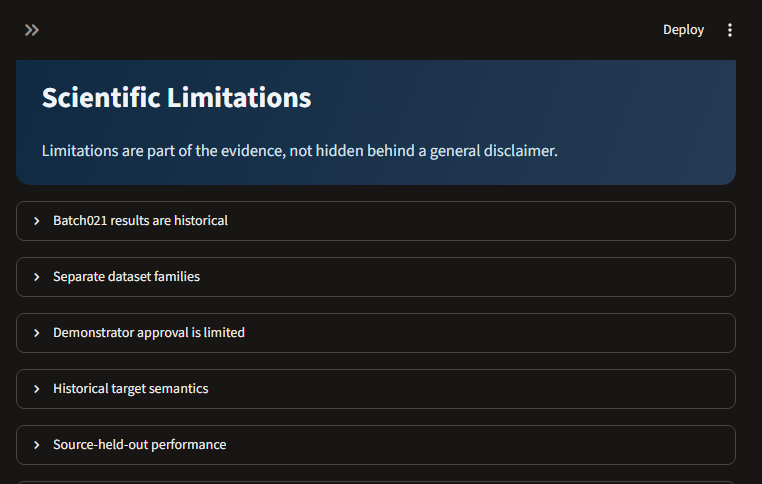 Deploy
Scientific Limitations
Limitations are part of the evidence, not hidden behind a general disclaimer.
Batch021 results are historical
Separate dataset families
Demonstrator approval is limited
Historical target semantics
Source-held-out performance